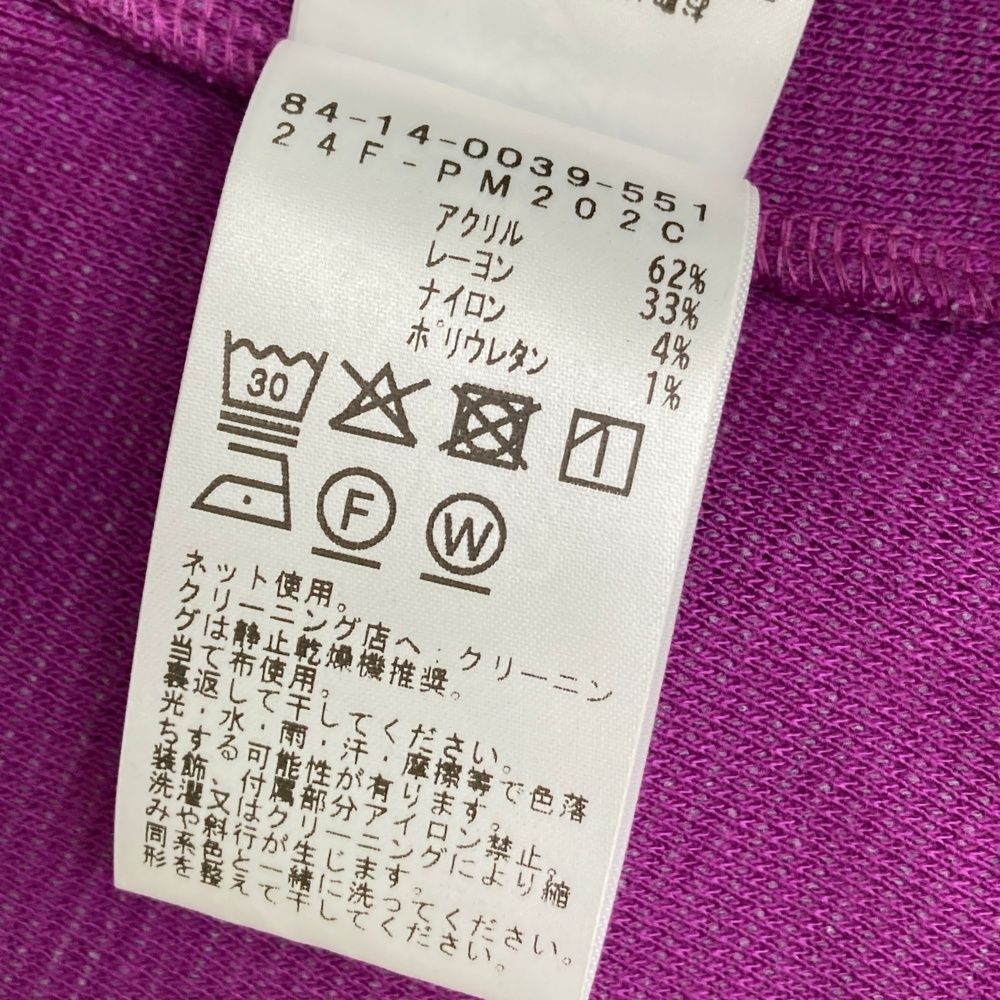 84-14-0039-551
24F-PM202C
アクリル 62%
レーヨン 33%
ナイロン 4%
ポリウレタン 1%
30
F W
ネット使用。
クリーニング店へ、クリーニン
グは静止乾燥機推奨。
当て布使用。
裏返して干してください。
光・水・雨・汗・摩擦等で色落
ちする可能性が有ります。
装飾付属部分アイロン禁止。
洗濯、又はクリーニングにより縮
みや斜行が生じます。
同系色と一緒に洗ってください。
形を整えて干してください。